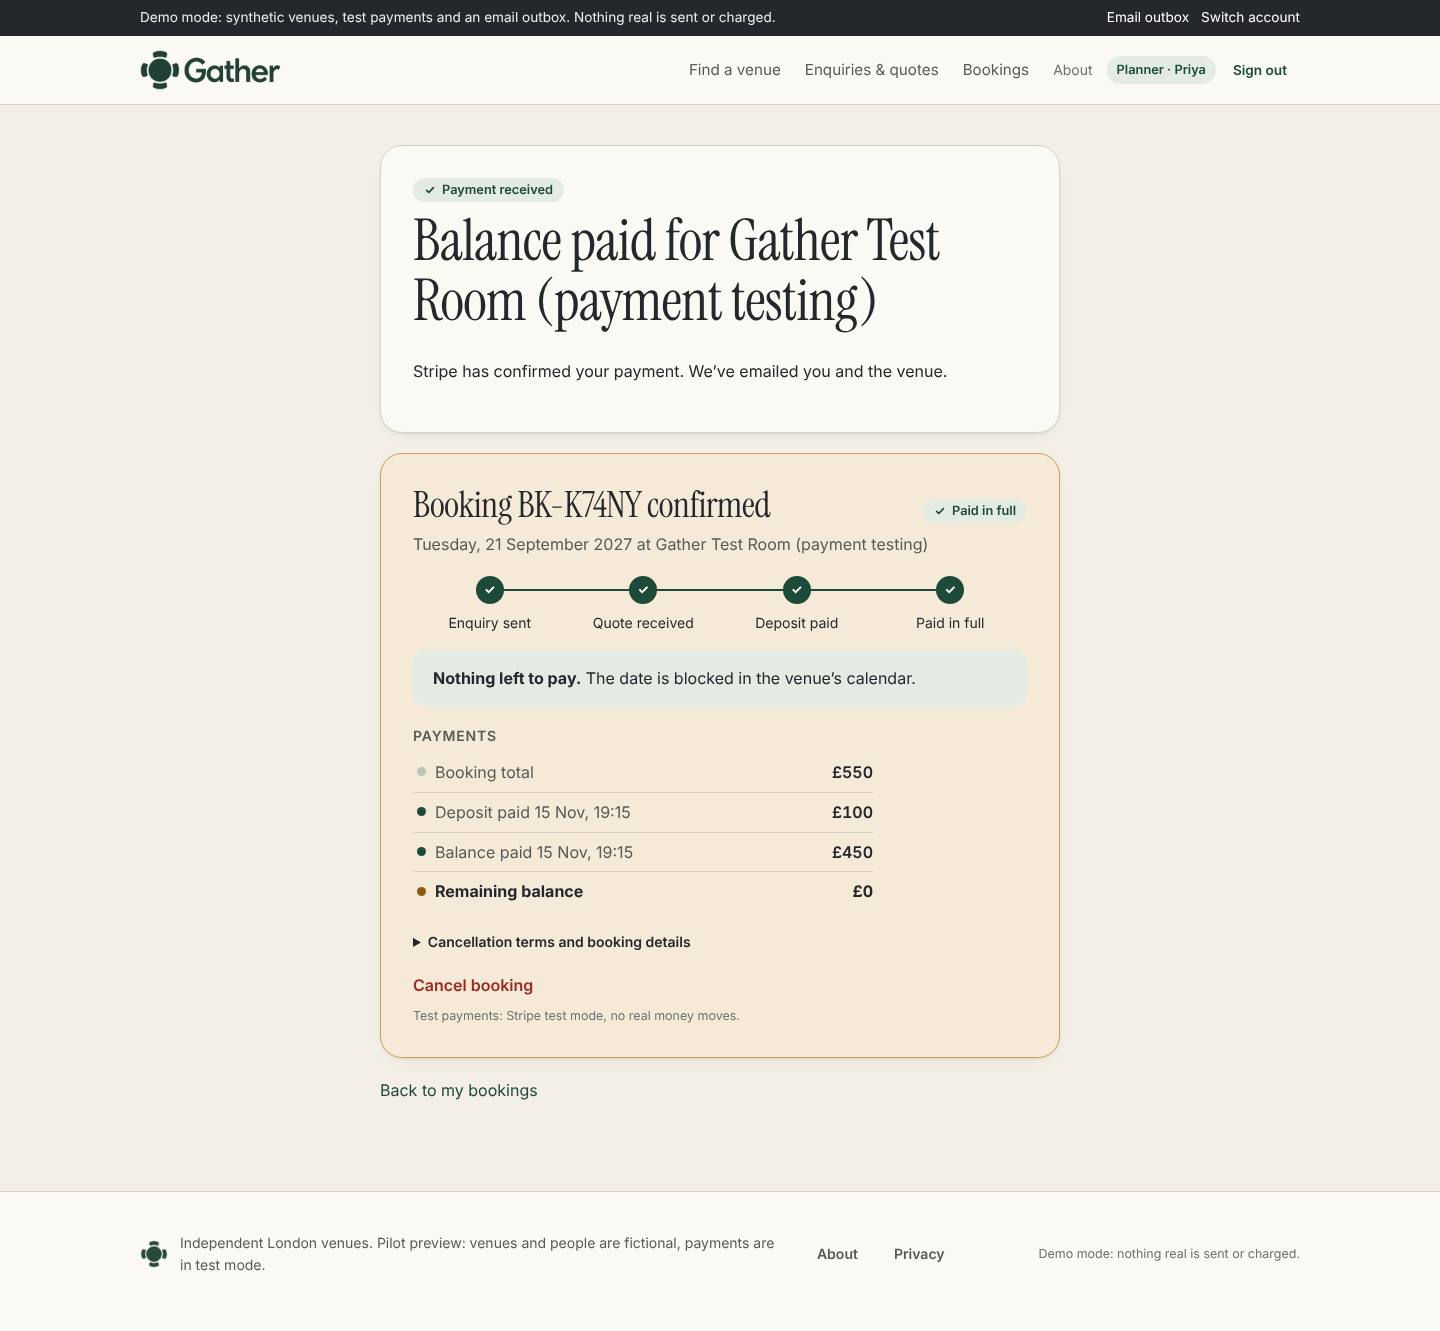 Demo mode: synthetic venues, test payments and an email outbox. Nothing real is sent or charged.
Email outbox Switch account
Gather
Find a venue Enquiries & quotes Bookings About Planner · Priya Sign out
✓ Payment received
Balance paid for Gather Test
Room (payment testing)
Stripe has confirmed your payment. We’ve emailed you and the venue.
Booking BK-K74NY confirmed
✓ Paid in full
Tuesday, 21 September 2027 at Gather Test Room (payment testing)
Enquiry sent Quote received Deposit paid Paid in full
Nothing left to pay. The date is blocked in the venue’s calendar.
PAYMENTS
Booking total £550
Deposit paid 15 Nov, 19:15 £100
Balance paid 15 Nov, 19:15 £450
Remaining balance £0
Cancellation terms and booking details
Cancel booking
Test payments: Stripe test mode, no real money moves.
Back to my bookings
Independent London venues. Pilot preview: venues and people are fictional, payments are
in test mode.
About Privacy
Demo mode: nothing real is sent or charged.